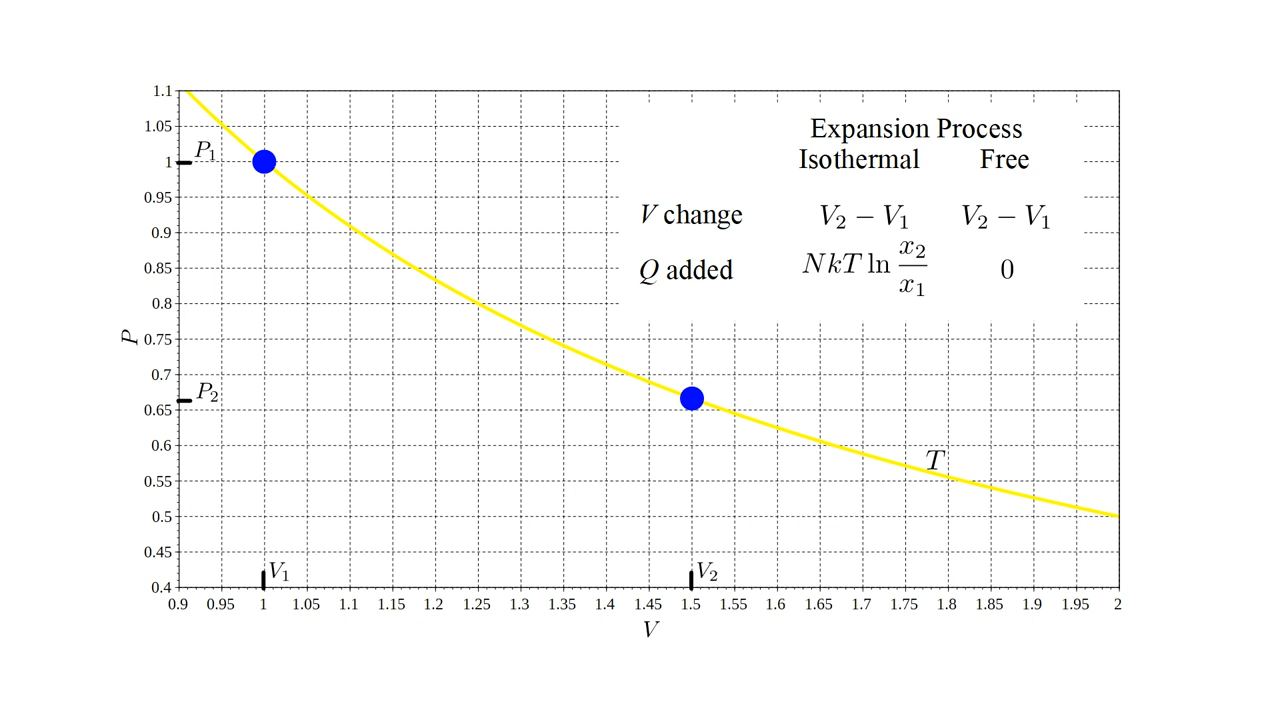 Expansion Process
Isothermal Free
V change V₂ − V₁ V₂ − V₁
Q added NkT ln x₂/x₁ 0
P
1.1
1.05
1 P₁
0.95
0.9
0.85
0.8
0.75
0.7
P₂
0.65
0.6
T
0.55
0.5
0.45
V₁ V₂
0.4
0.9 0.95 1 1.05 1.1 1.15 1.2 1.25 1.3 1.35 1.4 1.45 1.5 1.55 1.6 1.65 1.7 1.75 1.8 1.85 1.9 1.95 2
V